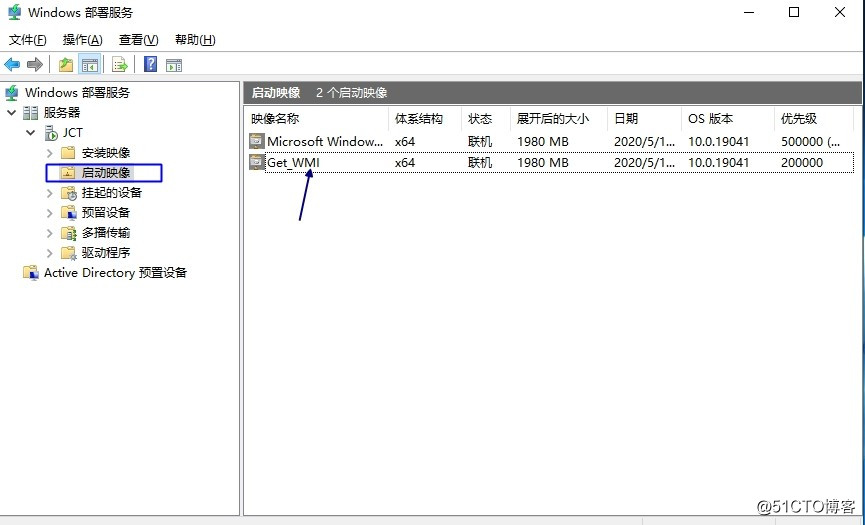 Windows 部署服务
文件(F) 操作(A) 查看(V) 帮助(H)
Windows 部署服务
服务器
JCT
安装映像
启动映像
挂起的设备
预留设备
多播传输
驱动程序
Active Directory 预置设备
启动映像 2 个启动映像
映像名称 体系结构 状态 展开后的大小 日期 OS 版本 优先级
Microsoft Window... x64 联机 1980 MB 2020/5/1... 10.0.19041 500000 (...
Get_WMI x64 联机 1980 MB 2020/5/1... 10.0.19041 200000
@51CTO博客